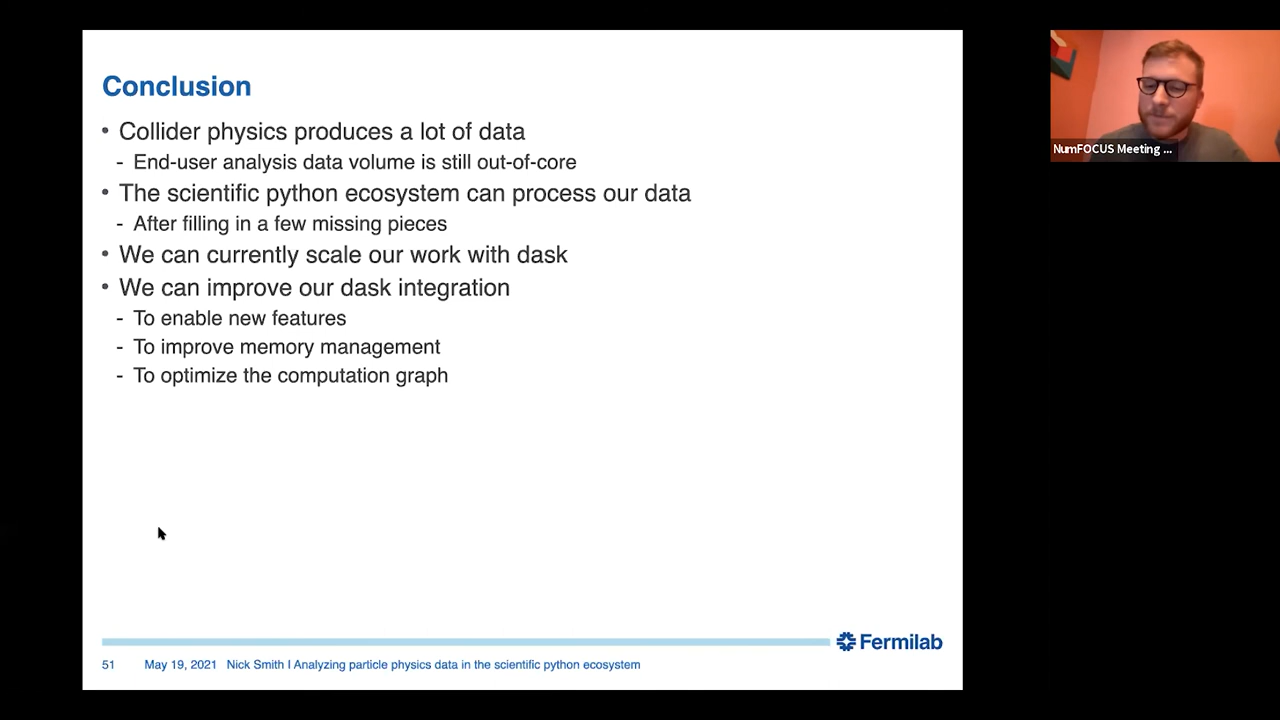 Conclusion
• Collider physics produces a lot of data
- End-user analysis data volume is still out-of-core
• The scientific python ecosystem can process our data
- After filling in a few missing pieces
• We can currently scale our work with dask
• We can improve our dask integration
- To enable new features
- To improve memory management
- To optimize the computation graph
NumFOCUS Meeting ...
Fermilab
51 May 19, 2021 Nick Smith I Analyzing particle physics data in the scientific python ecosystem